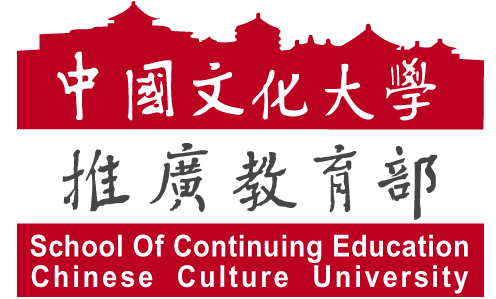 中國文化大學
推廣教育部
School Of Continuing Education
Chinese Culture University